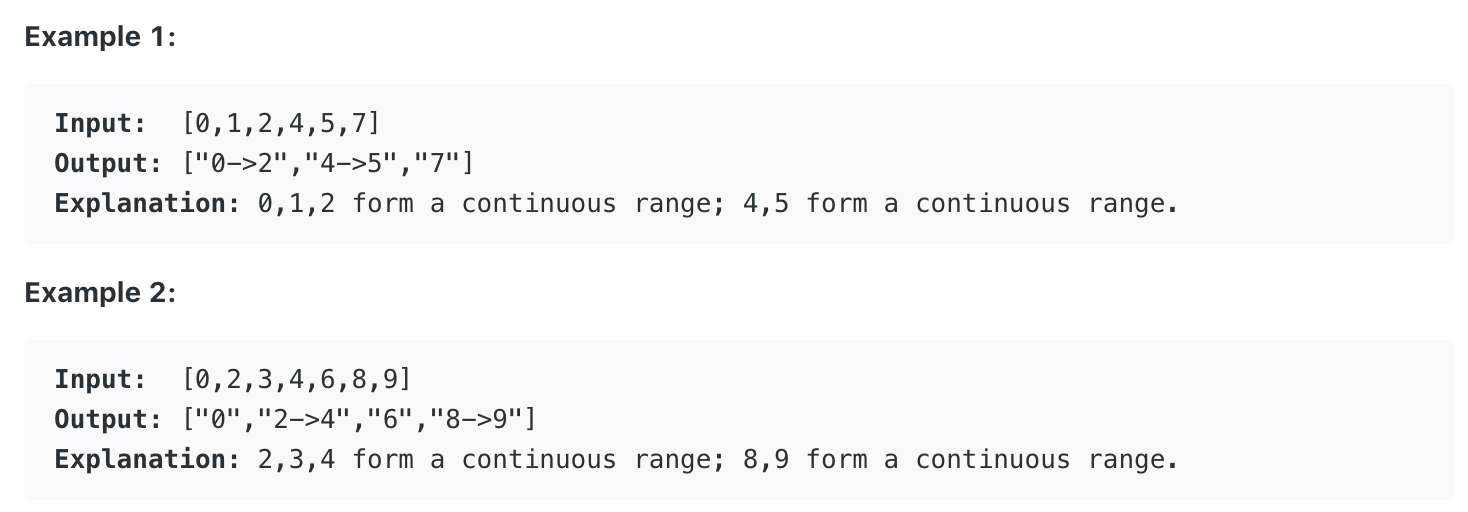 Example 1:
Input:  [0,1,2,4,5,7]
Output: ["0->2","4->5","7"]
Explanation: 0,1,2 form a continuous range; 4,5 form a continuous range.
Example 2:
Input:  [0,2,3,4,6,8,9]
Output: ["0","2->4","6","8->9"]
Explanation: 2,3,4 form a continuous range; 8,9 form a continuous range.